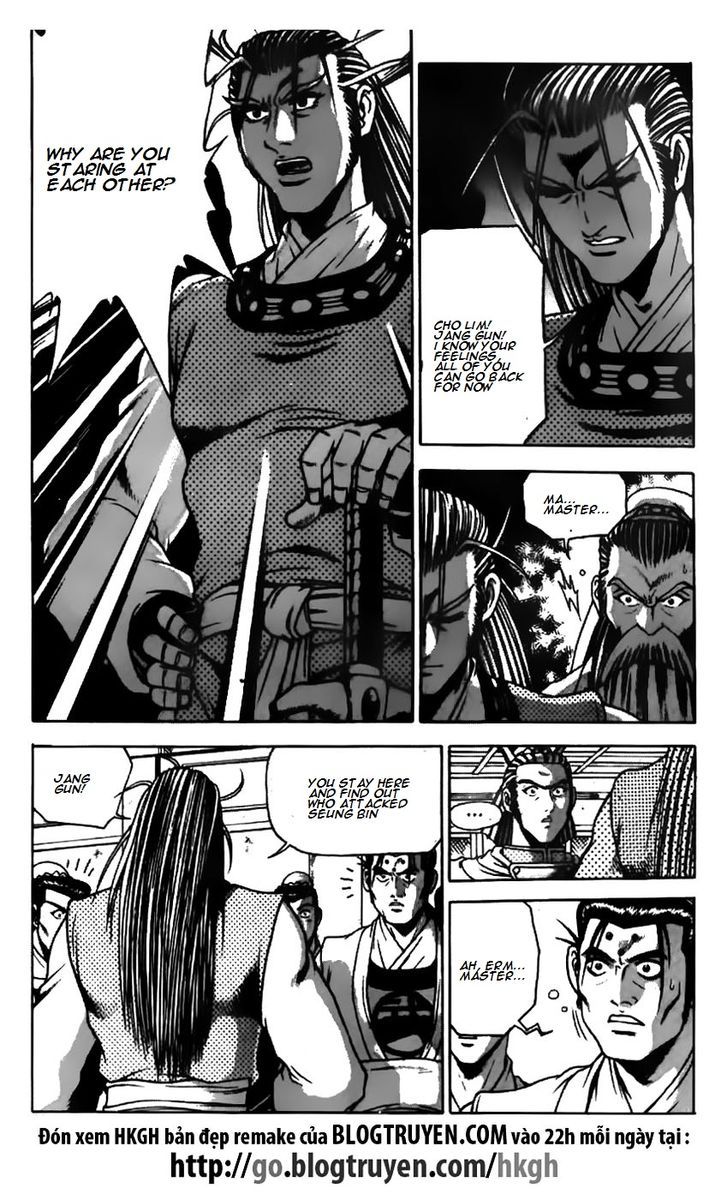 WHY ARE YOU
STARING AT
EACH OTHER?
CHO LIM!
JANG GUN!
I KNOW YOUR
FEELINGS,
ALL OF YOU
CAN GO BACK
FOR NOW
MA...
MASTER...
JANG
GUN!
YOU STAY HERE
AND FIND OUT
WHO ATTACKED
SEUNG BIN
...
AH, ERM...
MASTER...
Đón xem HKGH bản đẹp remake của BLOGTRUYEN.COM vào 22h mỗi ngày tại :
http://go.blogtruyen.com/hkgh